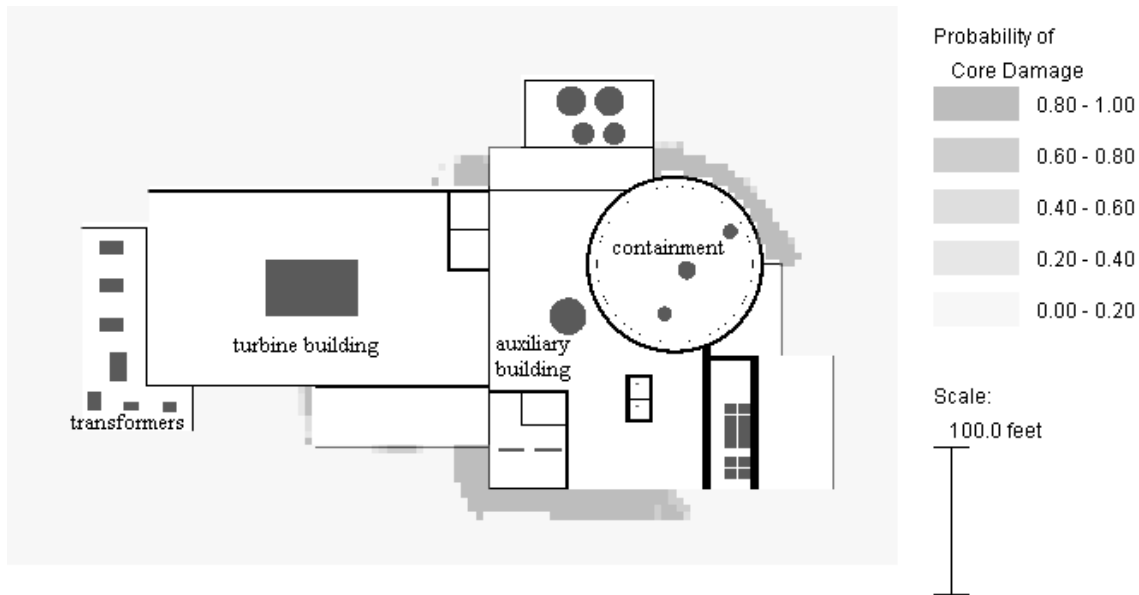 Probability of
Core Damage
0.80 - 1.00
0.60 - 0.80
0.40 - 0.60
0.20 - 0.40
0.00 - 0.20
containment
turbine building
auxiliary
building
transformers
Scale:
100.0 feet